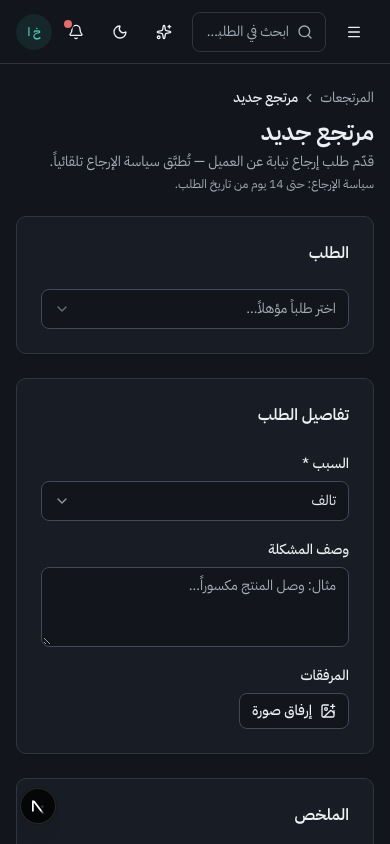 ابحث في الطلبـ...
خ ا
المرتجعات
مرتجع جديد
مرتجع جديد
قدّم طلب إرجاع نيابة عن العميل — تُطبَّق سياسة الإرجاع تلقائياً.
سياسة الإرجاع: حتى 14 يوم من تاريخ الطلب.
الطلب
اختر طلباً مؤهلاً...
تفاصيل الطلب
السبب *
تالف
وصف المشكلة
مثال: وصل المنتج مكسوراً...
المرفقات
إرفاق صورة
الملخص
N